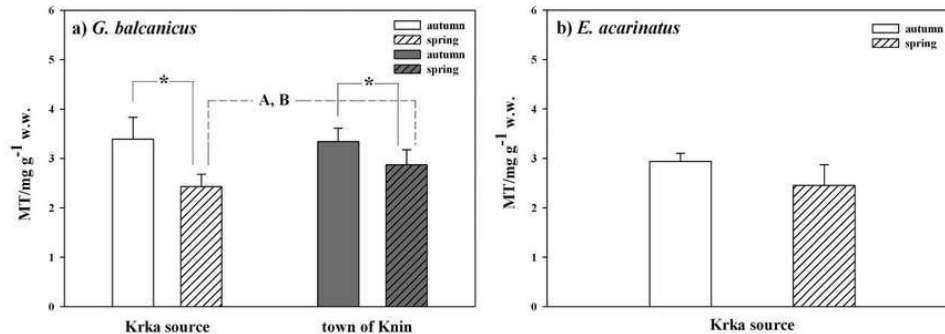 a) G. balcanicus
autumn
spring
autumn
spring
6
5
4
3
2
1
0
MT/mg g⁻¹ w.w.
*
A, B
*
Krka source
town of Knin
b) E. acarinatus
autumn
spring
6
5
4
3
2
1
0
MT/mg g⁻¹ w.w.
Krka source